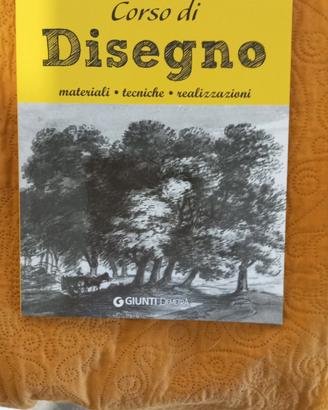 Corso di
Disegno
materiali • tecniche • realizzazioni
GIUNTI DEMETRA